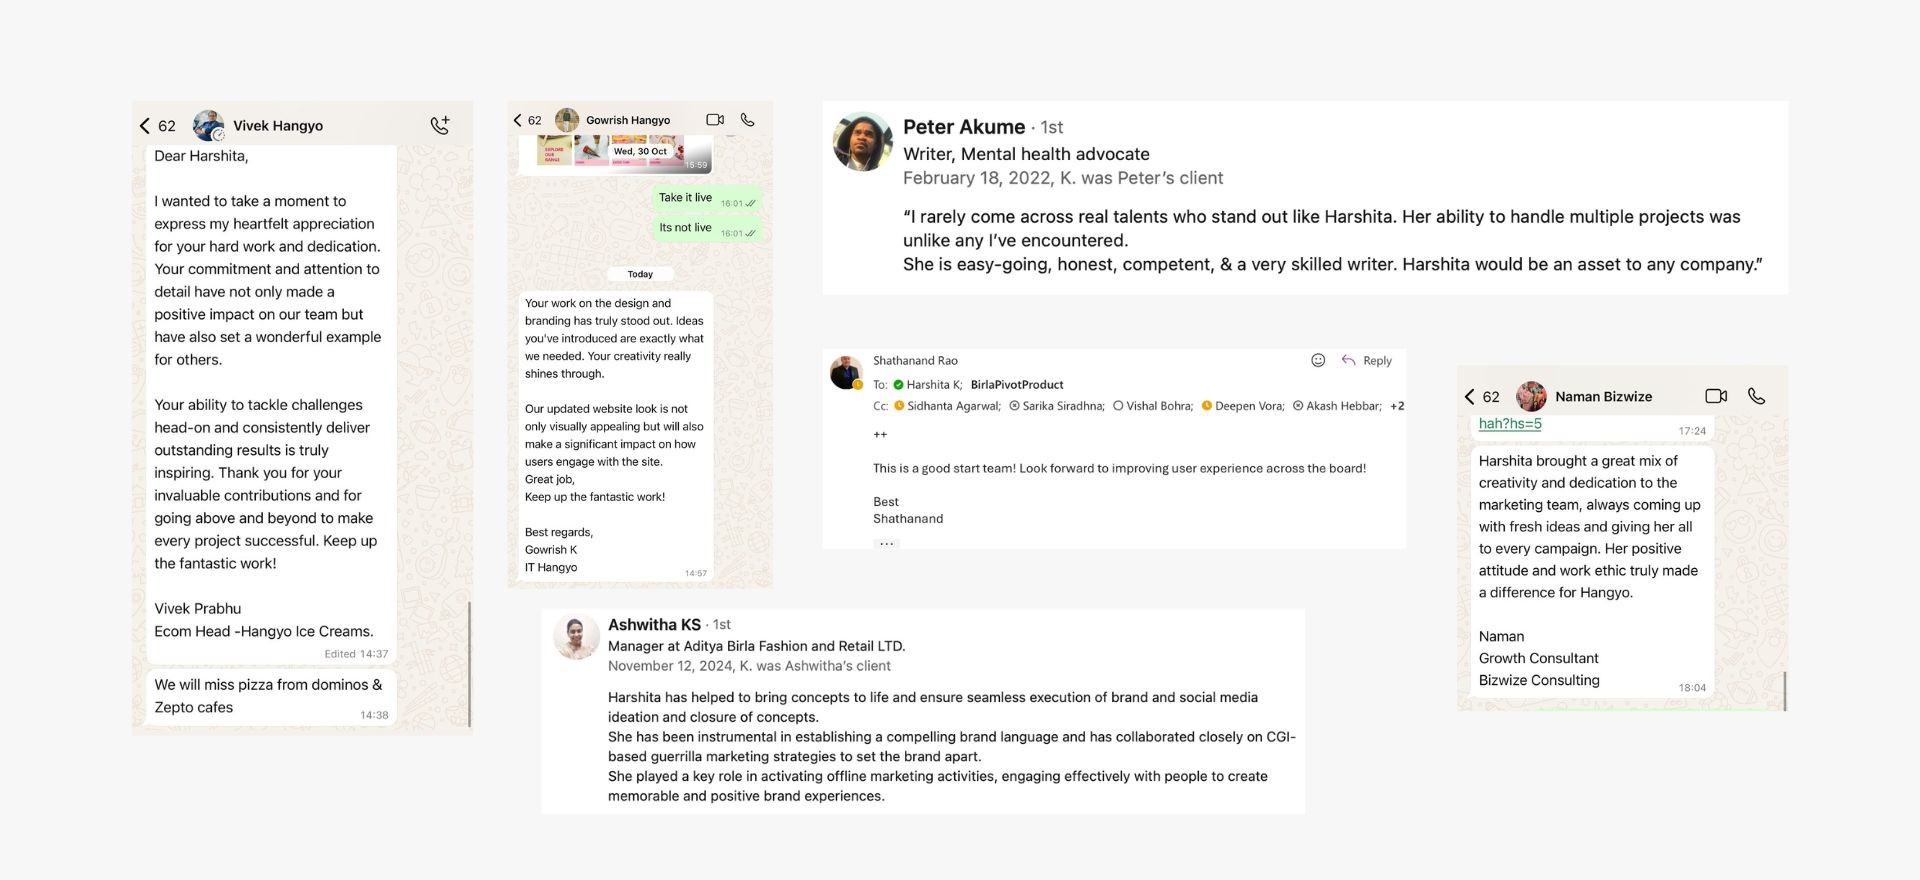 62
Vivek Hangyo
Dear Harshita,
I wanted to take a moment to
express my heartfelt appreciation
for your hard work and dedication.
Your commitment and attention to
detail have not only made a
positive impact on our team but
have also set a wonderful example
for others.
Your ability to tackle challenges
head-on and consistently deliver
outstanding results is truly
inspiring. Thank you for your
invaluable contributions and for
going above and beyond to make
every project successful. Keep up
the fantastic work!
Vivek Prabhu
Ecom Head -Hangyo Ice Creams.
Edited 14:37
We will miss pizza from dominos &
Zepto cafes
14:38
62
Gowrish Hangyo
EXPLORE
OUR
RANGE
Wed, 30 Oct
15:59
Take it live 16:01
Its not live 16:01
Today
Your work on the design and
branding has truly stood out. Ideas
you've introduced are exactly what
we needed. Your creativity really
shines through.
Our updated website look is not
only visually appealing but will also
make a significant impact on how
users engage with the site.
Great job,
Keep up the fantastic work!
Best regards,
Gowrish K
IT Hangyo
14:57
Peter Akume · 1st
Writer, Mental health advocate
February 18, 2022, K. was Peter’s client
“I rarely come across real talents who stand out like Harshita. Her ability to handle multiple projects was
unlike any I’ve encountered.
She is easy-going, honest, competent, & a very skilled writer. Harshita would be an asset to any company.”
Shathanand Rao
Reply
To: Harshita K; BirlaPivotProduct
Cc: Sidhanta Agarwal; Sarika Siradhna; Vishal Bohra; Deepen Vora; Akash Hebbar; +2
++
This is a good start team! Look forward to improving user experience across the board!
Best
Shathanand
...
62
Naman Bizwize
hah?hs=5
17:24
Harshita brought a great mix of
creativity and dedication to the
marketing team, always coming up
with fresh ideas and giving her all
to every campaign. Her positive
attitude and work ethic truly made
a difference for Hangyo.
Naman
Growth Consultant
Bizwize Consulting
18:04
Ashwitha KS · 1st
Manager at Aditya Birla Fashion and Retail LTD.
November 12, 2024, K. was Ashwitha’s client
Harshita has helped to bring concepts to life and ensure seamless execution of brand and social media
ideation and closure of concepts.
She has been instrumental in establishing a compelling brand language and has collaborated closely on CGI-
based guerrilla marketing strategies to set the brand apart.
She played a key role in activating offline marketing activities, engaging effectively with people to create
memorable and positive brand experiences.